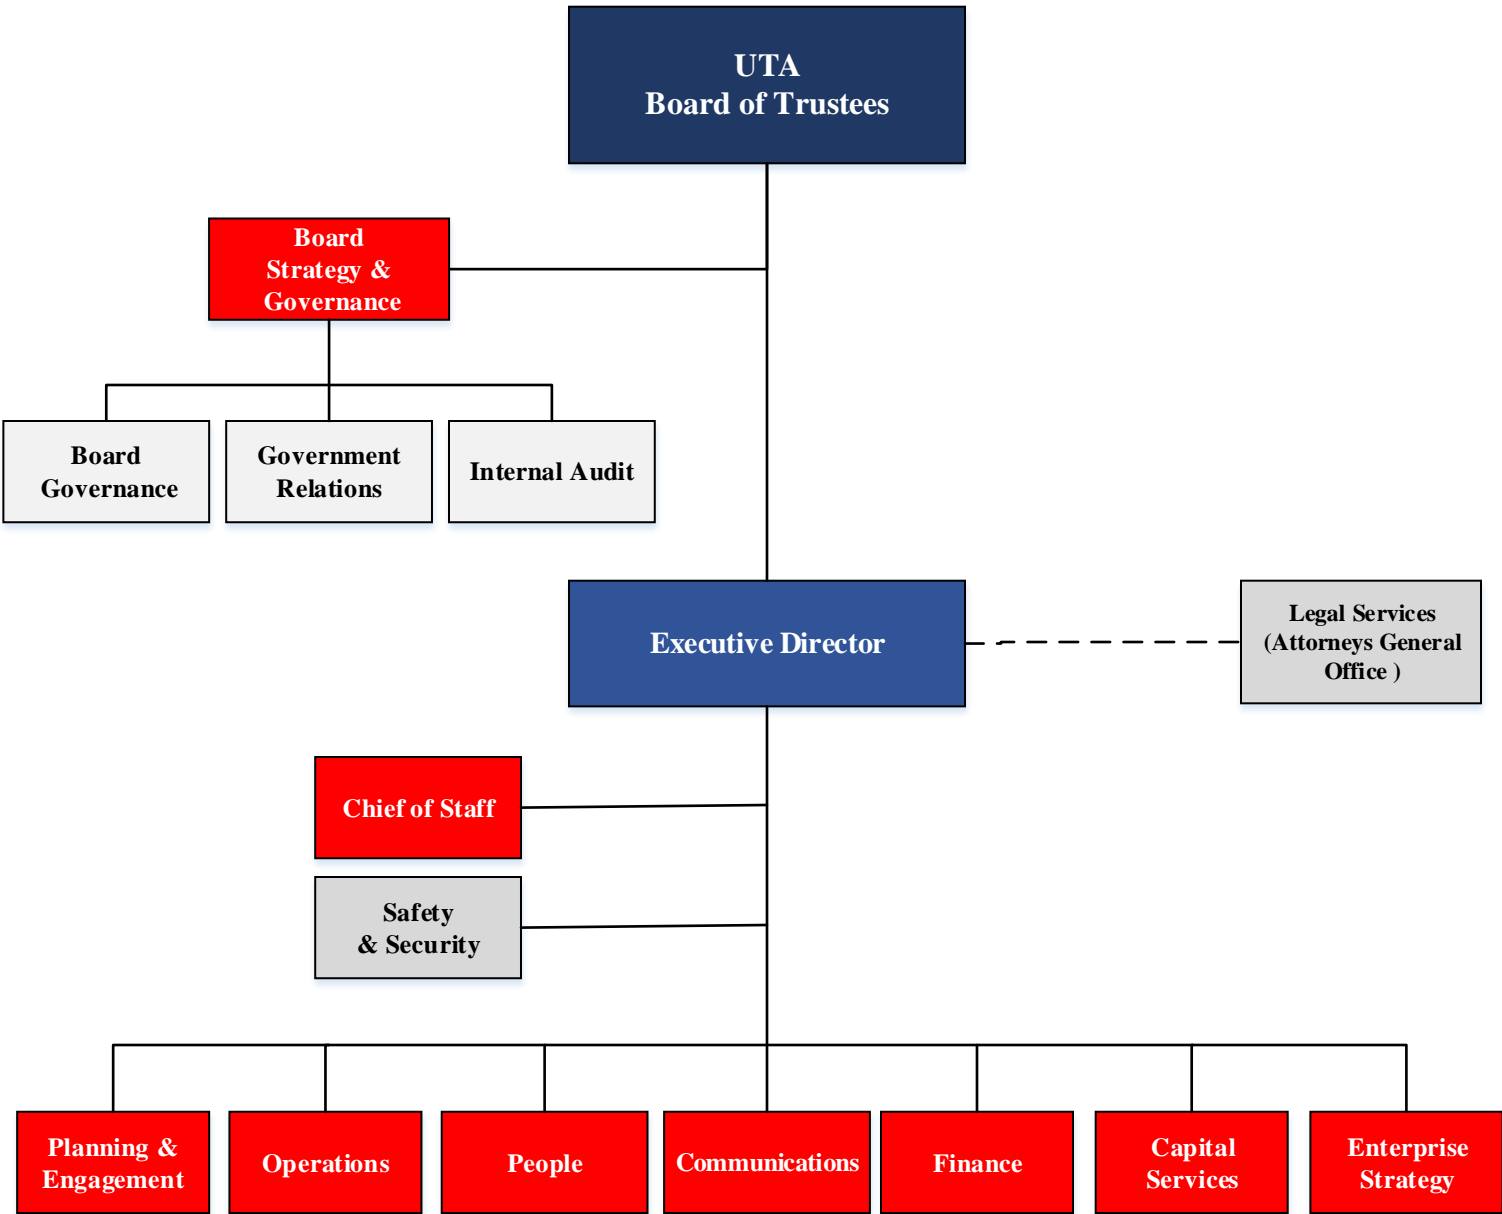 UTA
Board of Trustees
Board
Strategy &
Governance
Board
Governance
Government
Relations
Internal Audit
Executive Director
Legal Services
(Attorneys General
Office )
Chief of Staff
Safety
& Security
Planning &
Engagement
Operations
People
Communications
Finance
Capital
Services
Enterprise
Strategy